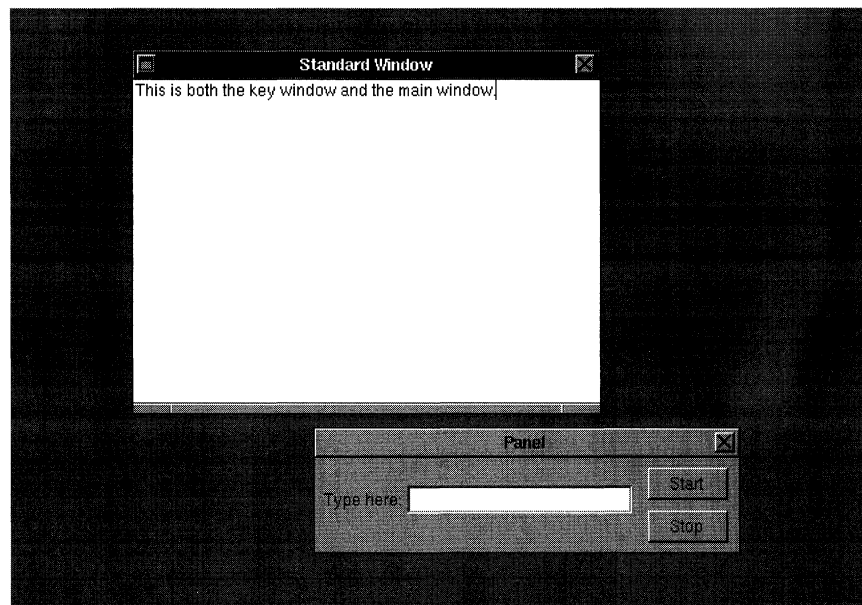 Standard Window
This is both the key window and the main window.
Panel
Type here:
Start
Stop